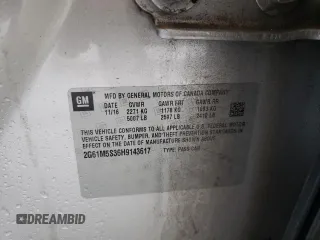 GM
MFD BY GENERAL MOTORS OF CANADA COMPANY
11/16 GVWR GAWR FRT GAWR RR
2271 KG 1178 KG
5007 LB 2597 LB
THIS VEHICLE CONFORMS TO ALL APPLICABLE U.S. FEDERAL MOTOR
VEHICLE SAFETY, BUMPER, AND THEFT PREVENTION STANDARDS IN
EFFECT ON THE DATE OF MANUFACTURE SHOWN ABOVE.
2G61M5S36H9143617 TYPE: PASS CAR
© DiDCARS.COM